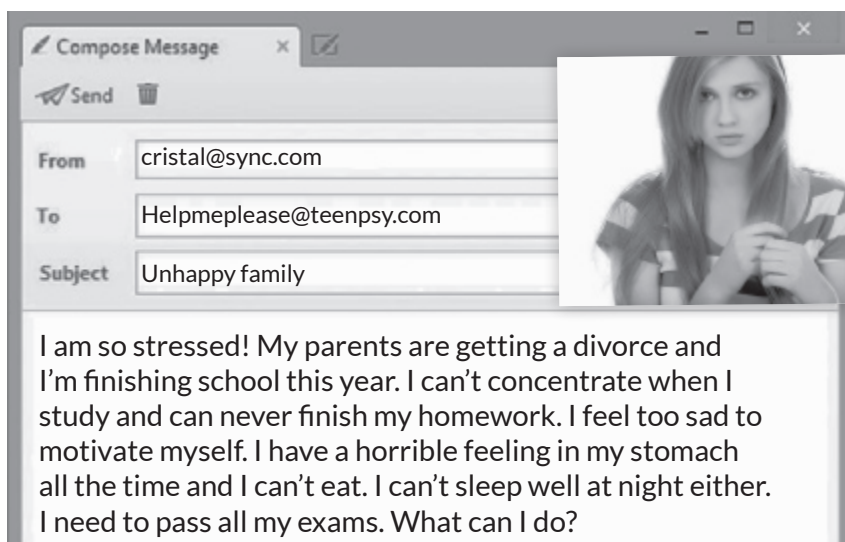 Compose Message
Send
From cristal@sync.com
To Helpmeplease@teenpsy.com
Subject Unhappy family
I am so stressed! My parents are getting a divorce and
I'm finishing school this year. I can't concentrate when I
study and can never finish my homework. I feel too sad to
motivate myself. I have a horrible feeling in my stomach
all the time and I can't eat. I can't sleep well at night either.
I need to pass all my exams. What can I do?